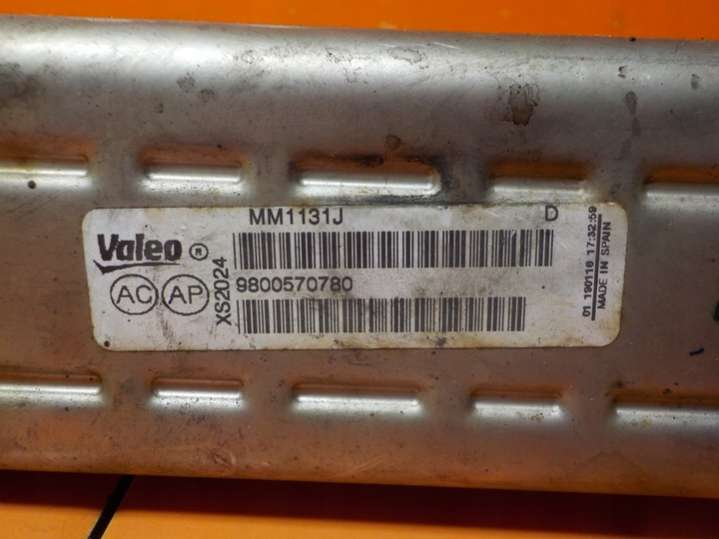 MM1131J D
Valeo ®
AC AP
XS2024
9800570780
01 190116 17:32:59
MADE IN SPAIN